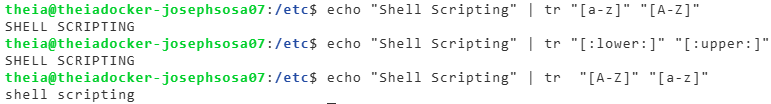 theia@theiadocker-josephsosa07:/etc$ echo "Shell Scripting" | tr "[a-z]" "[A-Z]"
SHELL SCRIPTING
theia@theiadocker-josephsosa07:/etc$ echo "Shell Scripting" | tr "[:lower:]" "[:upper:]"
SHELL SCRIPTING
theia@theiadocker-josephsosa07:/etc$ echo "Shell Scripting" | tr  "[A-Z]" "[a-z]"
shell scripting